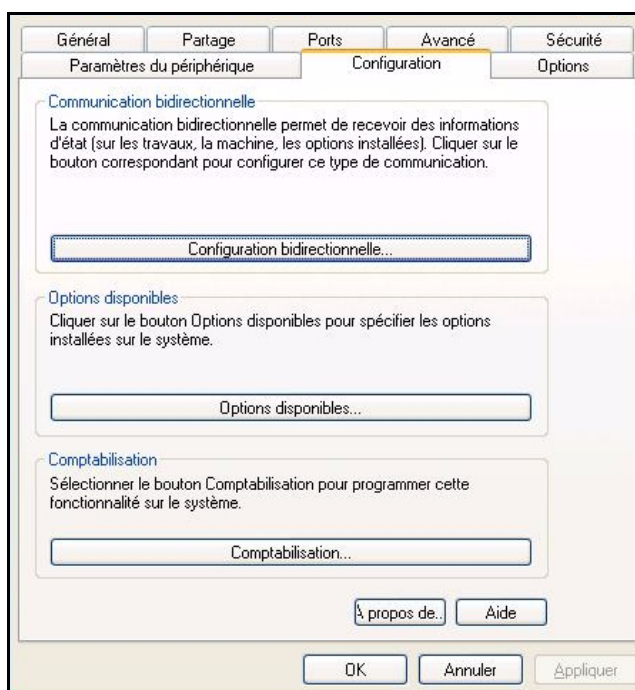 Général Partage Ports Avancé Sécurité
Paramètres du périphérique Configuration Options
Communication bidirectionnelle
La communication bidirectionnelle permet de recevoir des informations
d'état (sur les travaux, la machine, les options installées). Cliquer sur le
bouton correspondant pour configurer ce type de communication.
Configuration bidirectionnelle...
Options disponibles
Cliquer sur le bouton Options disponibles pour spécifier les options
installées sur le système.
Options disponibles...
Comptabilisation
Sélectionner le bouton Comptabilisation pour programmer cette
fonctionnalité sur le système.
Comptabilisation...
À propos de.. Aide
OK Annuler Appliquer